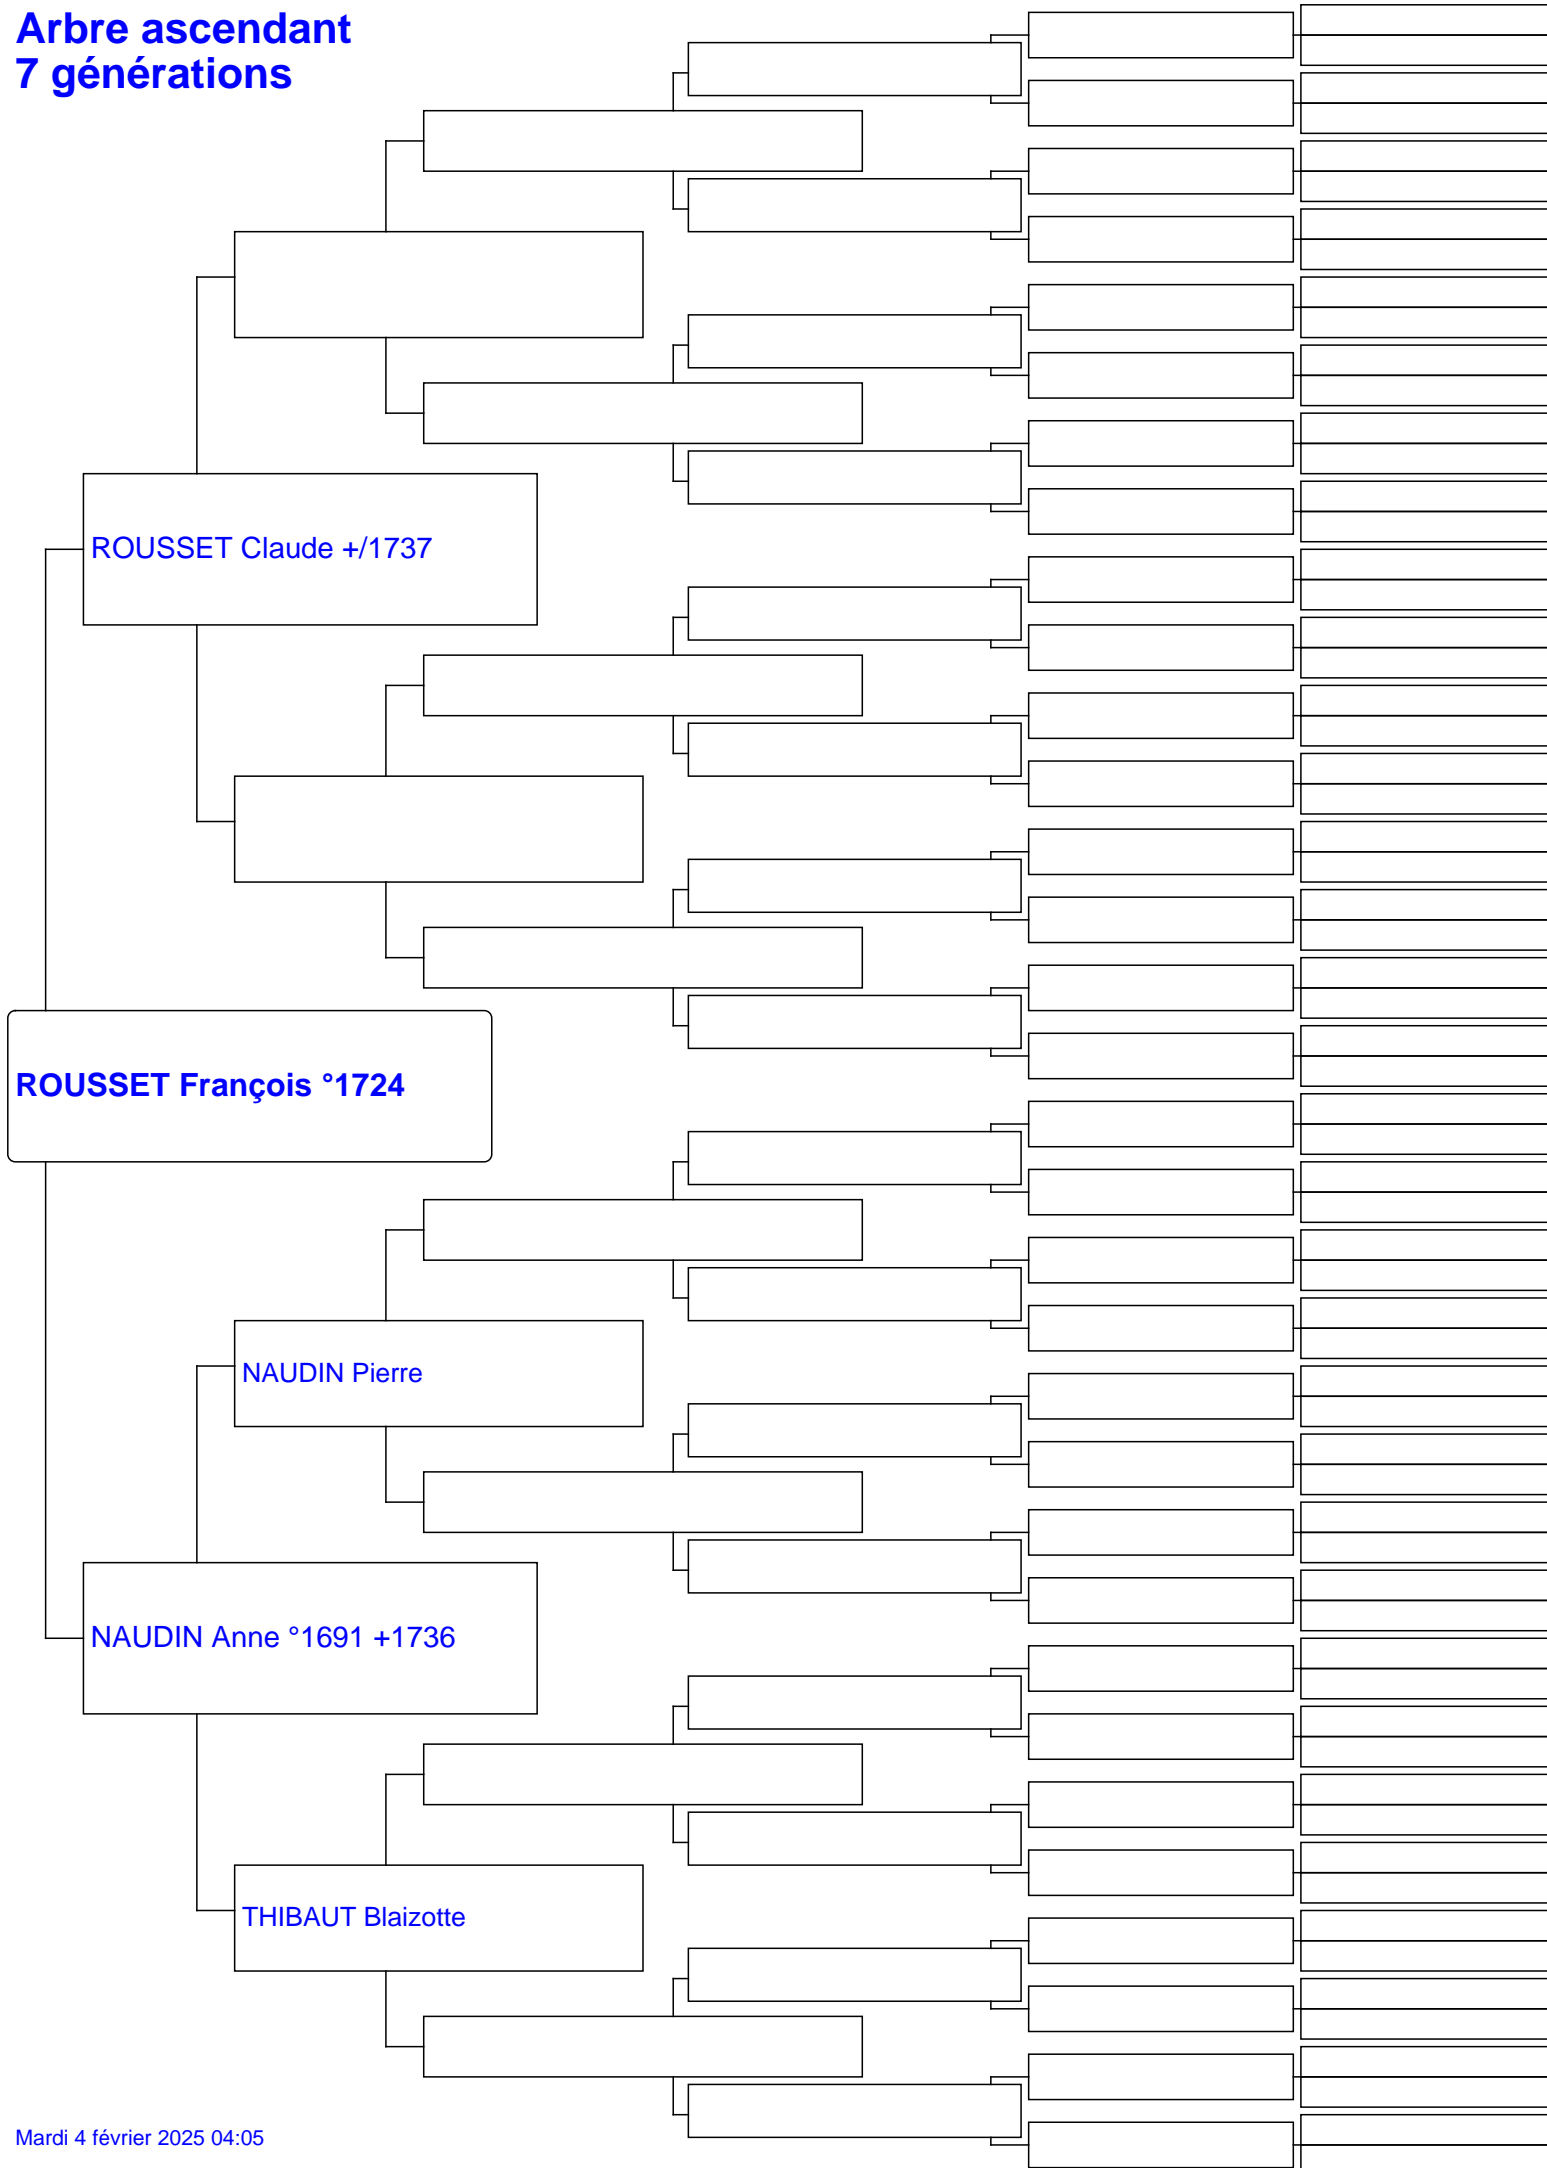 Arbre ascendant
7 générations
ROUSSET Claude +/1737
ROUSSET François °1724
NAUDIN Pierre
NAUDIN Anne °1691 +1736
THIBAUT Blaizotte
Mardi 4 février 2025 04:05